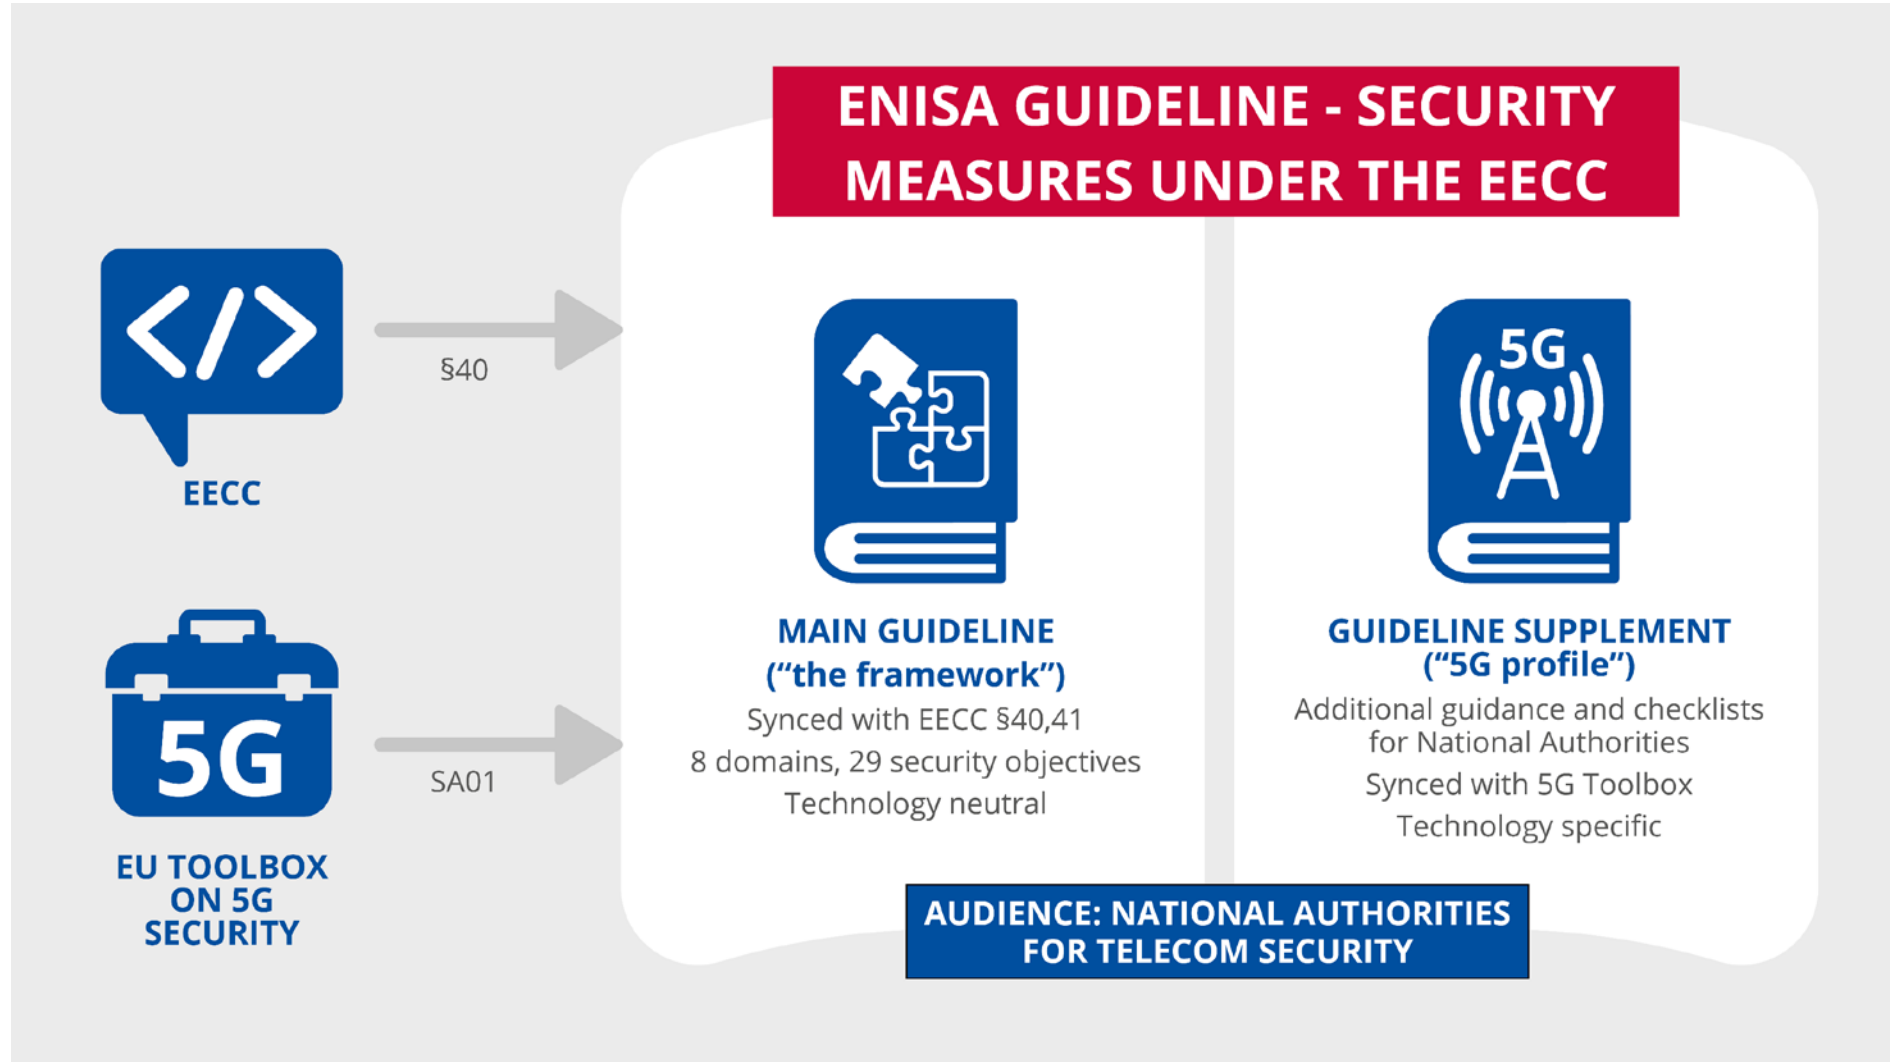 ENISA GUIDELINE - SECURITY
MEASURES UNDER THE EECC
</>
§40
EECC
5G
SA01
EU TOOLBOX
ON 5G
SECURITY
MAIN GUIDELINE
(“the framework”)
Synced with EECC §40,41
8 domains, 29 security objectives
Technology neutral
5G
GUIDELINE SUPPLEMENT
(“5G profile”)
Additional guidance and checklists
for National Authorities
Synced with 5G Toolbox
Technology specific
AUDIENCE: NATIONAL AUTHORITIES
FOR TELECOM SECURITY